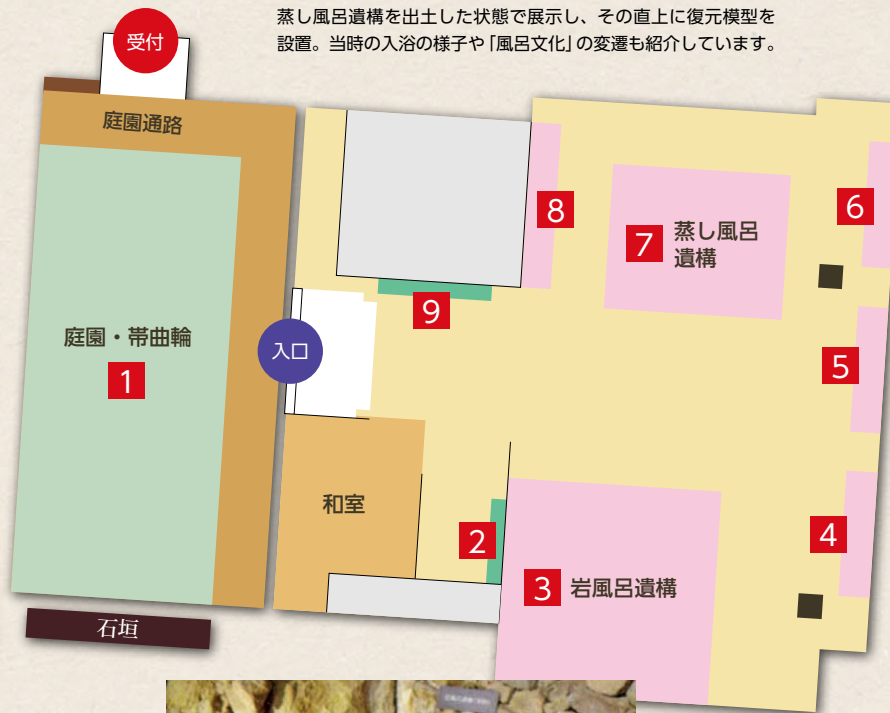 蒸し風呂遺構を出土した状態で展示し、その直上に復元模型を
設置。当時の入浴の様子や「風呂文化」の変遷も紹介しています。
受付
庭園通路
庭園・帯曲輪
1
石垣
入口
和室
8
7
蒸し風呂
遺構
6
9
5
2
3
岩風呂遺構
4